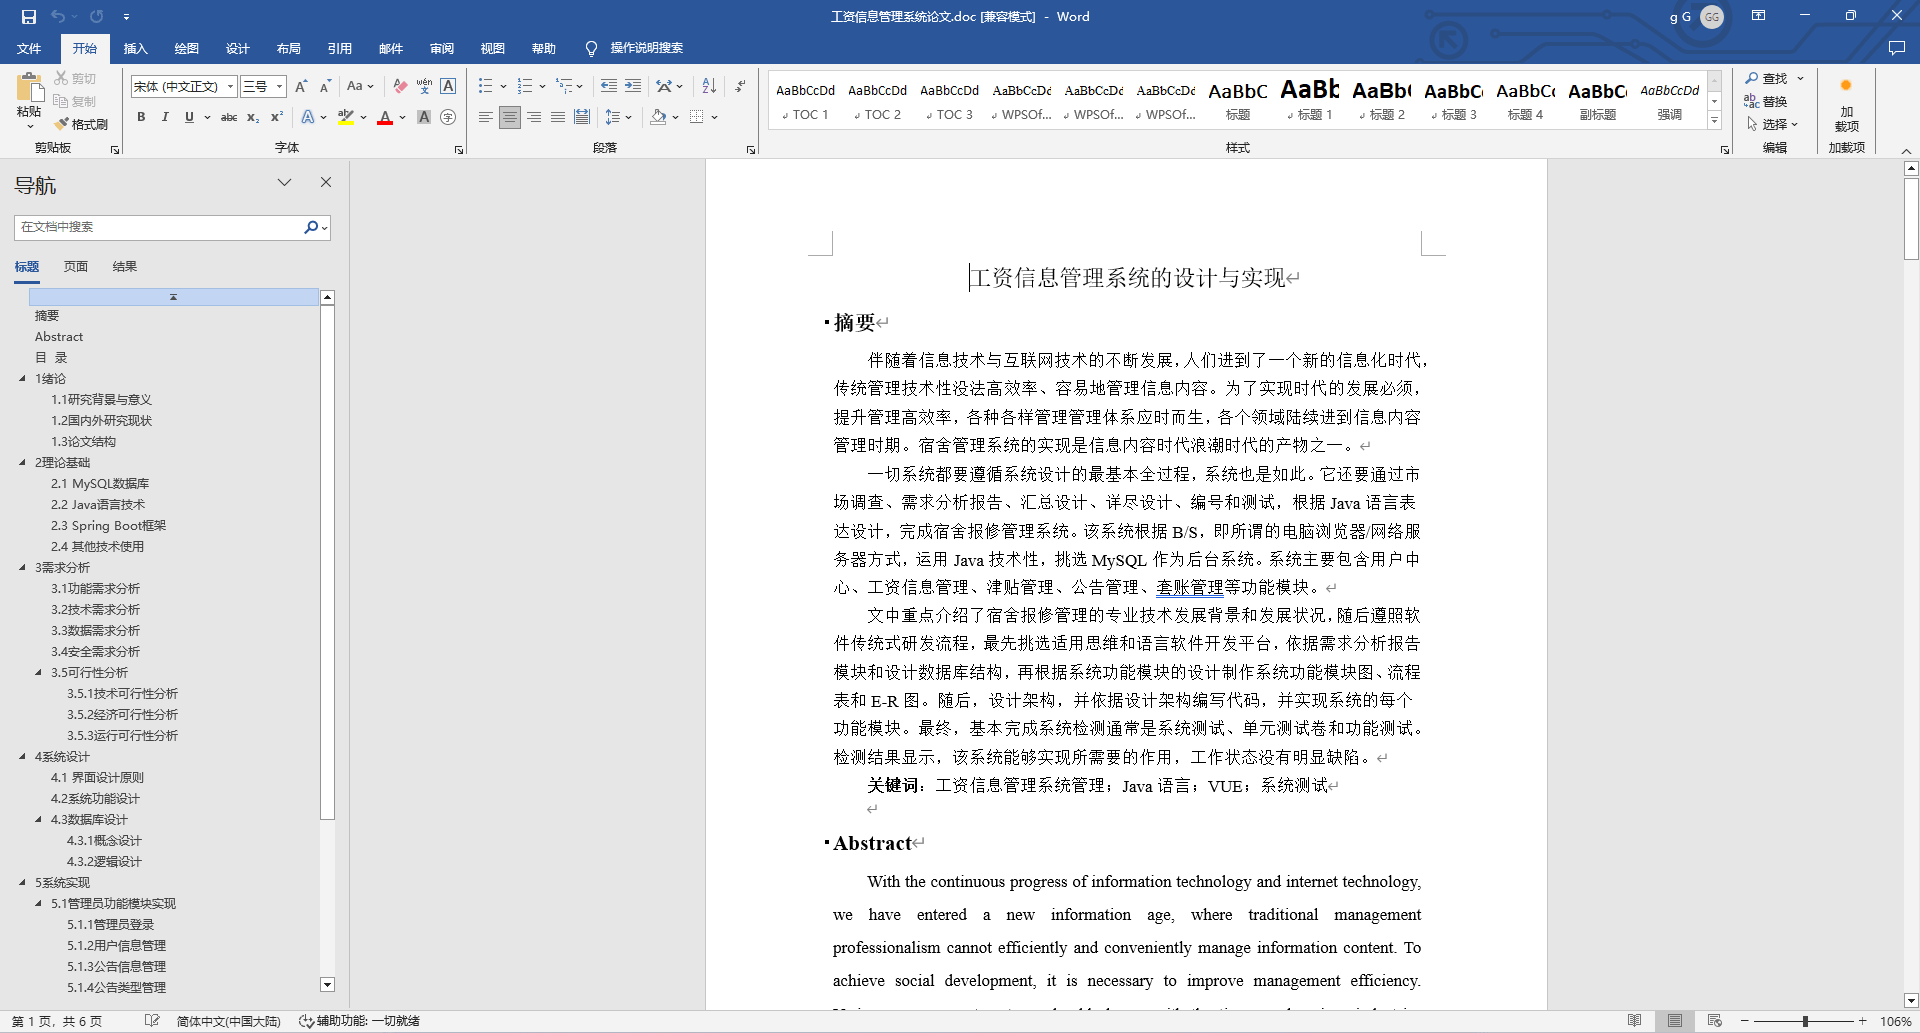 工资信息管理系统论文.doc [兼容模式] - Word
g G GG
文件 开始 插入 绘图 设计 布局 引用 邮件 审阅 视图 帮助 操作说明搜索
粘贴 剪切 复制 格式刷
剪贴板
宋体 (中文正文) 三号 A A Aa wén 文 A
B I U abc x₂ x² A ab A A 字
字体
段落
AaBbCcDd AaBbCcDd AaBbCcDd AaBbCcDd AaBbCcDd AaBbCcDd AaBbC AaBb AaBb( AaBbC AaBbC AaBbC AaBbCcDd
TOC 1 TOC 2 TOC 3 WPSOf... WPSOf... WPSOf... 标题 标题 1 标题 2 标题 3 标题 4 副标题 强调
样式
查找
替换
选择
编辑
加载项
加载项
导航
在文档中搜索
标题 页面 结果
摘要
Abstract
目 录
1绪论
1.1研究背景与意义
1.2国内外研究现状
1.3论文结构
2理论基础
2.1 MySQL数据库
2.2 Java语言技术
2.3 Spring Boot框架
2.4 其他技术使用
3需求分析
3.1功能需求分析
3.2技术需求分析
3.3数据需求分析
3.4安全需求分析
3.5可行性分析
3.5.1技术可行性分析
3.5.2经济可行性分析
3.5.3运行可行性分析
4系统设计
4.1 界面设计原则
4.2系统功能设计
4.3数据库设计
4.3.1概念设计
4.3.2逻辑设计
5系统实现
5.1管理员功能模块实现
5.1.1管理员登录
5.1.2用户信息管理
5.1.3公告信息管理
5.1.4公告类型管理
工资信息管理系统的设计与实现
摘要
伴随着信息技术与互联网技术的不断发展，人们进到了一个新的信息化时代，
传统管理技术性没法高效率、容易地管理信息内容。为了实现时代的发展必须，
提升管理高效率，各种各样管理管理体系应时而生，各个领域陆续进到信息内容
管理时期。宿舍管理系统的实现是信息内容时代浪潮时代的产物之一。
一切系统都要遵循系统设计的最基本全过程，系统也是如此。它还要通过市
场调查、需求分析报告、汇总设计、详尽设计、编号和测试，根据 Java 语言表
达设计，完成宿舍报修管理系统。该系统根据 B/S，即所谓的电脑浏览器/网络服
务器方式，运用 Java 技术性，挑选 MySQL 作为后台系统。系统主要包含用户中
心、工资信息管理、津贴管理、公告管理、套账管理等功能模块。
文中重点介绍了宿舍报修管理的专业技术发展背景和发展状况，随后遵照软
件传统式研发流程，最先挑选适用思维和语言软件开发平台，依据需求分析报告
模块和设计数据库结构，再根据系统功能模块的设计制作系统功能模块图、流程
表和 E-R 图。随后，设计架构，并依据设计架构编写代码，并实现系统的每个
功能模块。最终，基本完成系统检测通常是系统测试、单元测试卷和功能测试。
检测结果显示，该系统能够实现所需要的作用，工作状态没有明显缺陷。
关键词：工资信息管理系统管理；Java 语言；VUE；系统测试
Abstract
With the continuous progress of information technology and internet technology,
we have entered a new information age, where traditional management
professionalism cannot efficiently and conveniently manage information content. To
achieve social development, it is necessary to improve management efficiency.
第 1 页，共 6 页 简体中文(中国大陆) 辅助功能: 一切就绪 106%